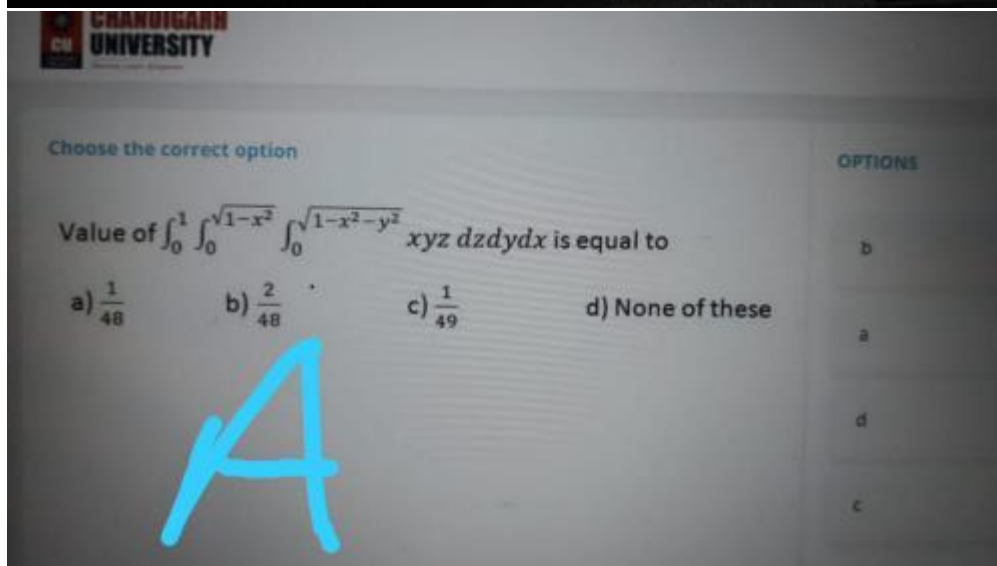 CHANDIGARH
CU UNIVERSITY
Choose the correct option
OPTIONS
Value of ∫₀¹ ∫₀^√(1−x²) ∫₀^√(1−x²−y²) xyz dzdydx is equal to
a) 1/48 b) 2/48 c) 1/49 d) None of these
b
a
d
c
A